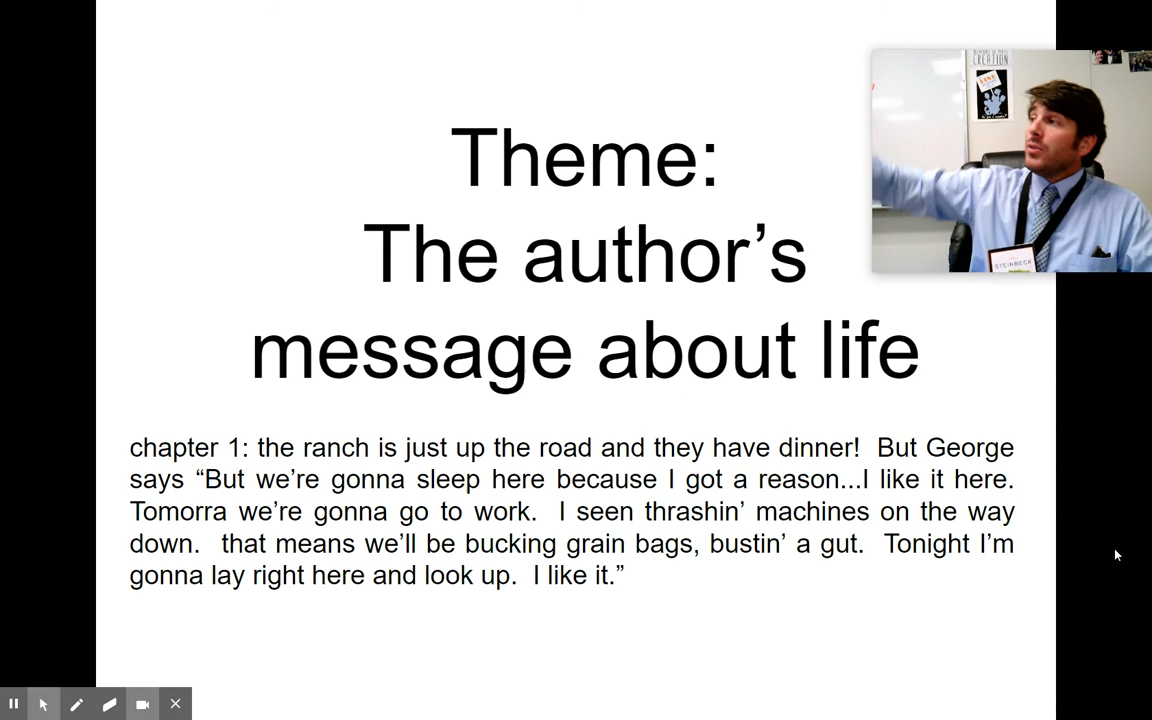 Theme:
The author’s
message about life
chapter 1: the ranch is just up the road and they have dinner!  But George
says “But we’re gonna sleep here because I got a reason...I like it here.
Tomorra we’re gonna go to work.  I seen thrashin’ machines on the way
down.  that means we’ll be bucking grain bags, bustin’ a gut.  Tonight I’m
gonna lay right here and look up.  I like it.”
CREATION
STEINBECK